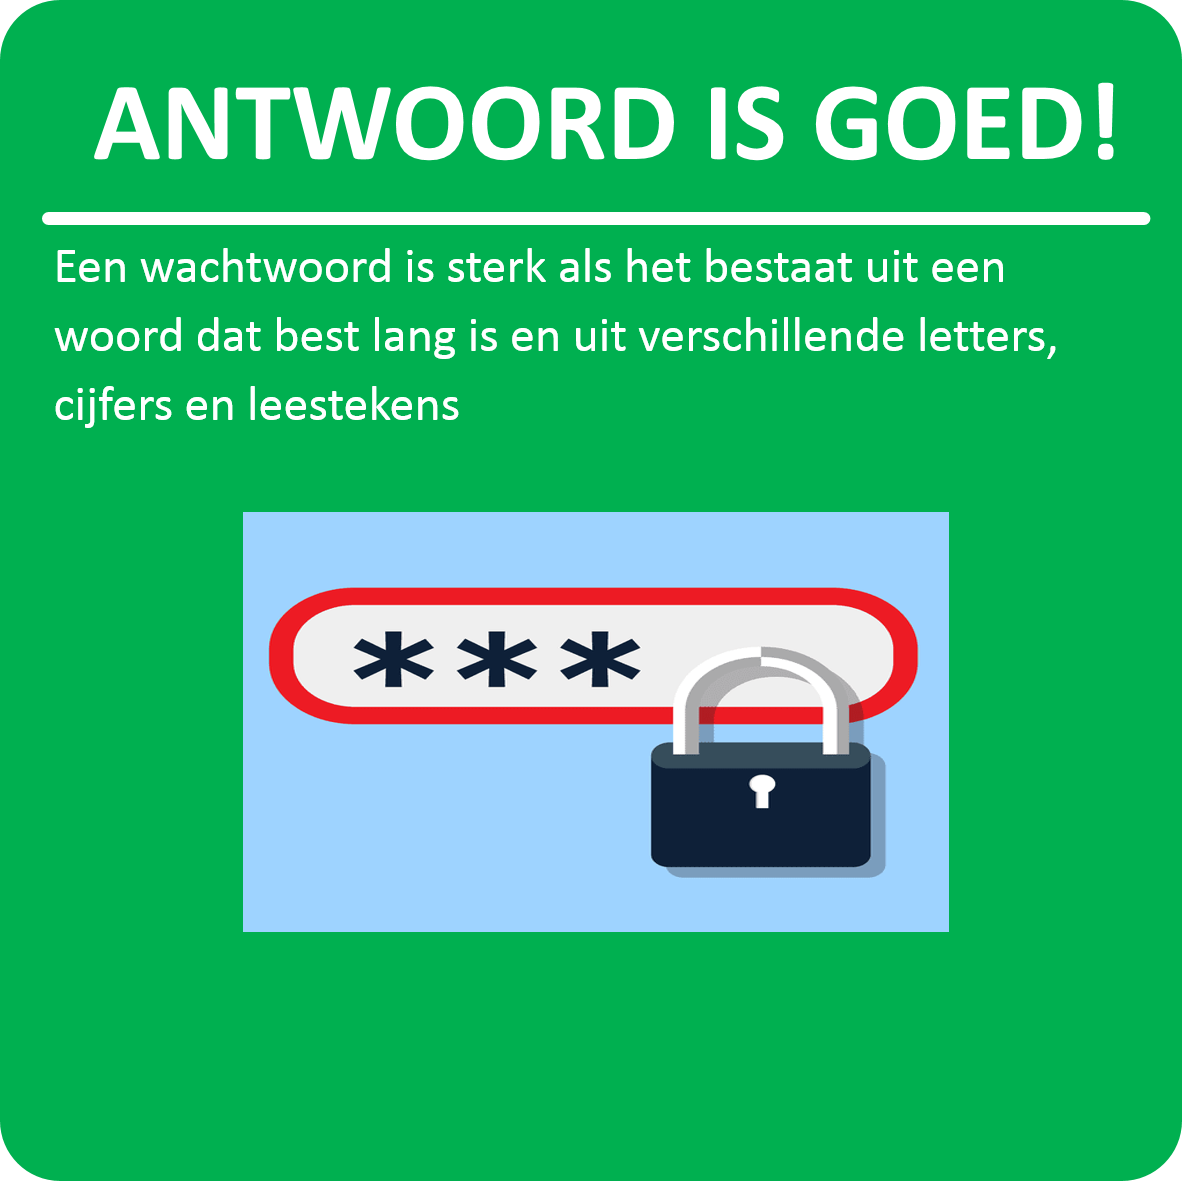 ANTWOORD IS GOED!
Een wachtwoord is sterk als het bestaat uit een
woord dat best lang is en uit verschillende letters,
cijfers en leestekens
***